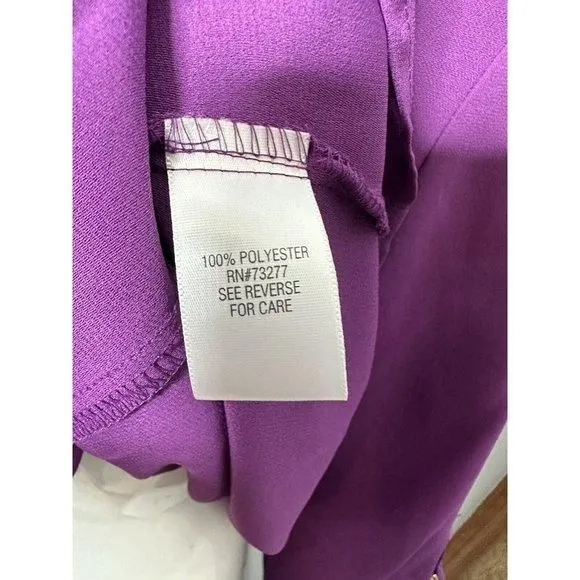 100% POLYESTER
RN#73277
SEE REVERSE
FOR CARE